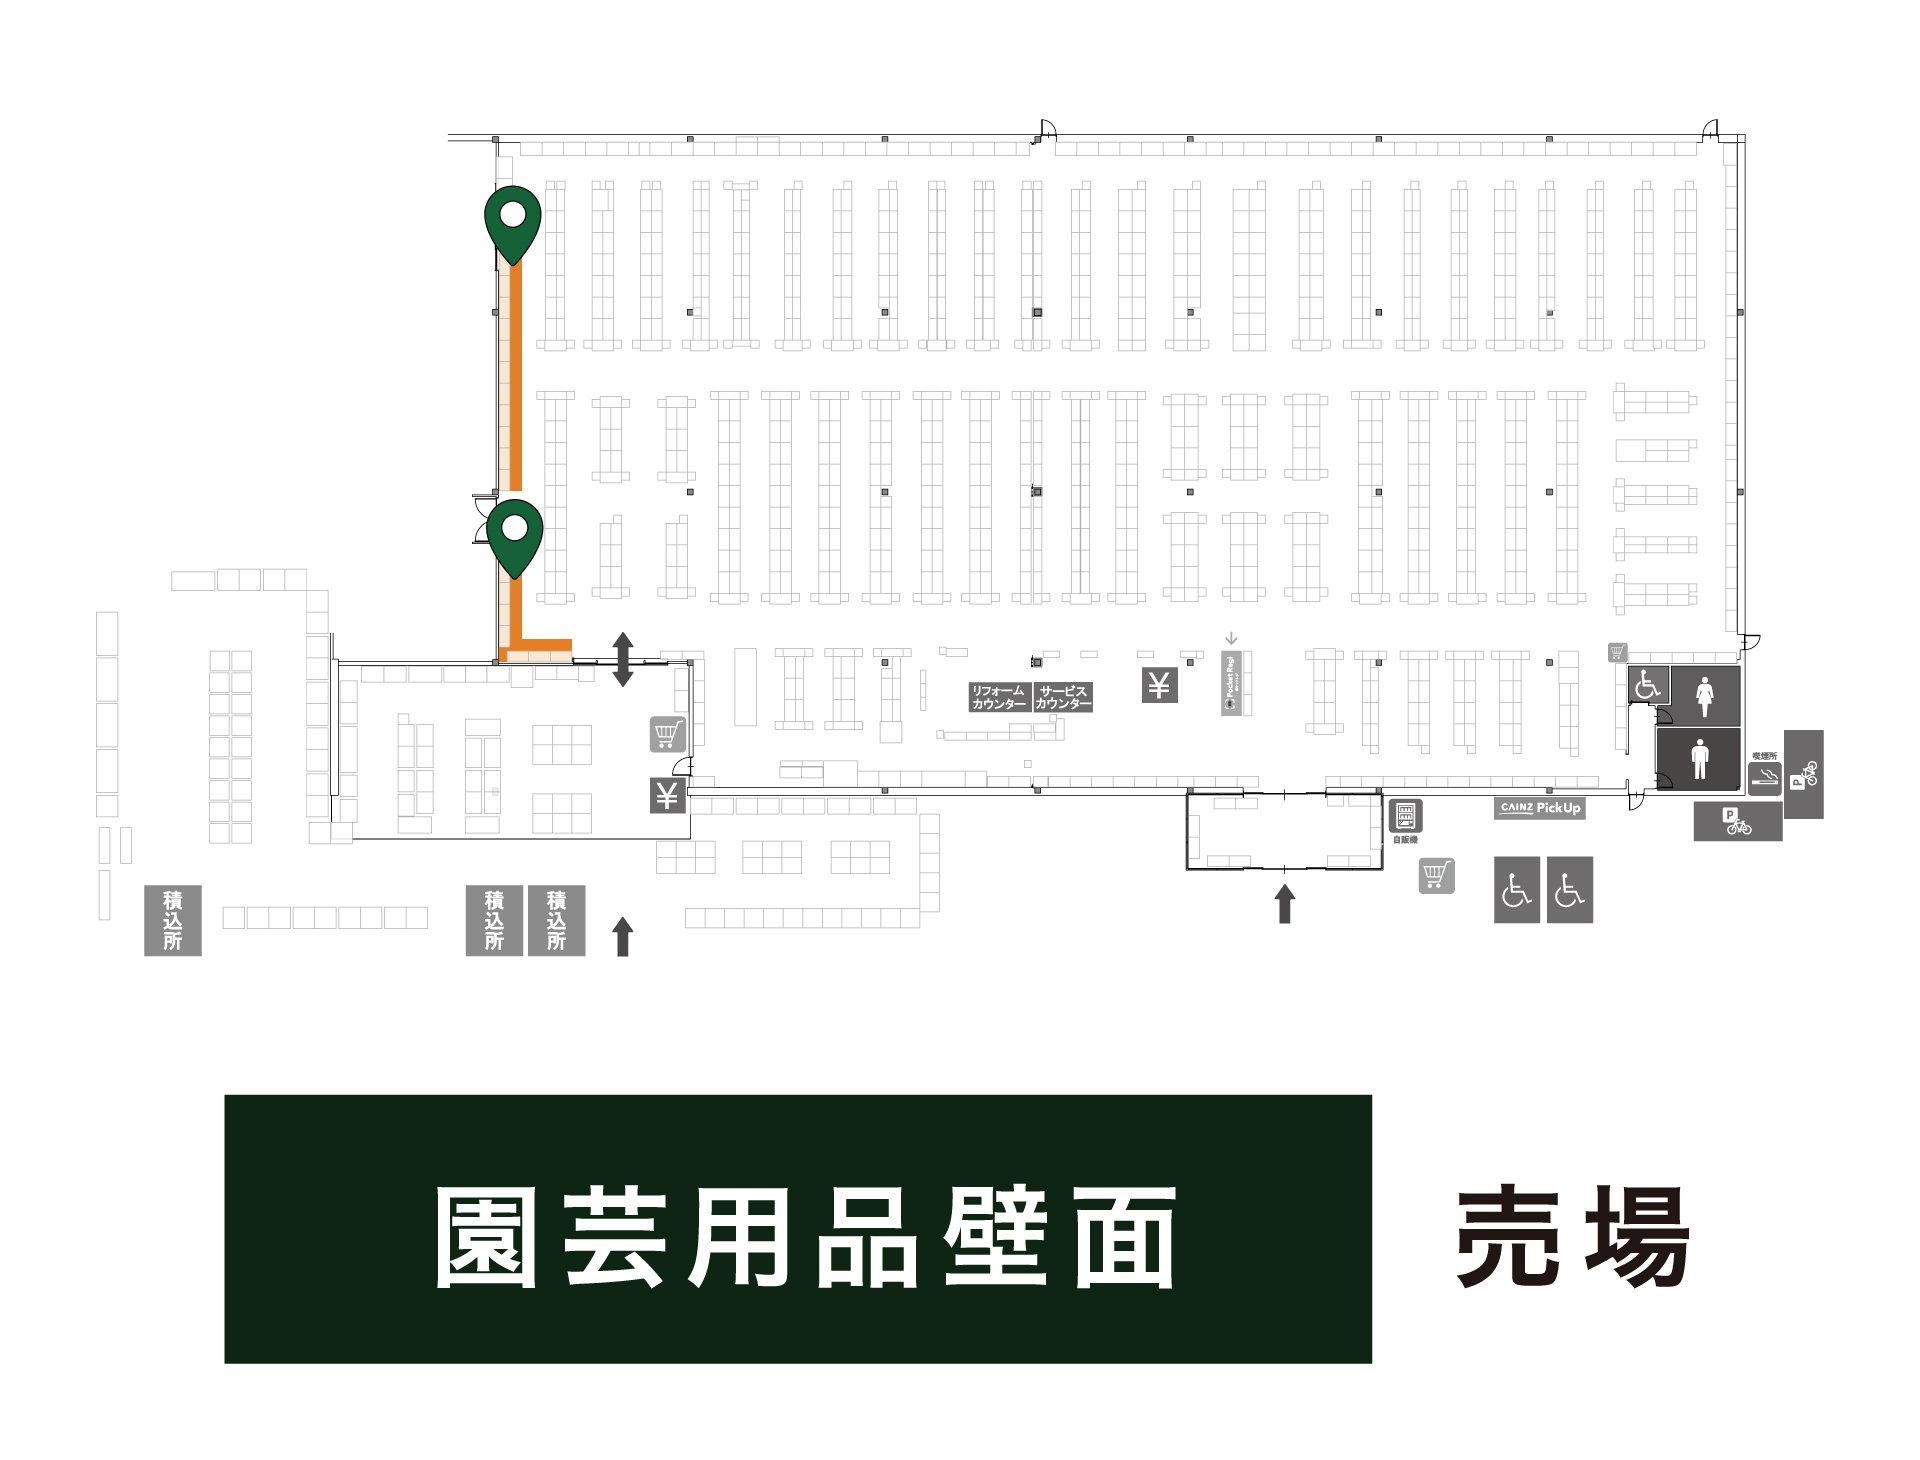 リフォーム
カウンター
サービス
カウンター
¥
Pocket Regi
¥
喫煙所
P
P
CAINZ PickUp
自販機
積込所
積込所
積込所
園芸用品壁面
売場